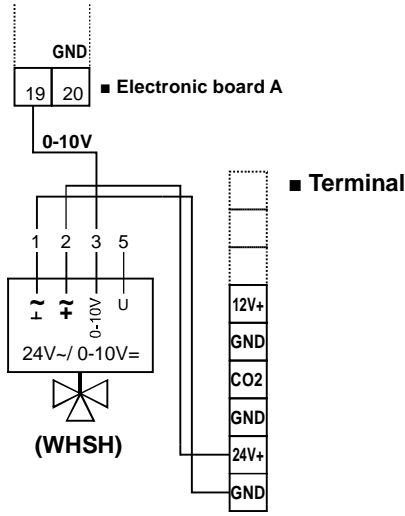 GND
19 20
■ Electronic board A
0-10V
■ Terminal
1 2 3 5
~ ⊥
~ +
0-10V
U
24V~/ 0-10V=
(WHSH)
12V+
GND
CO2
GND
24V+
GND